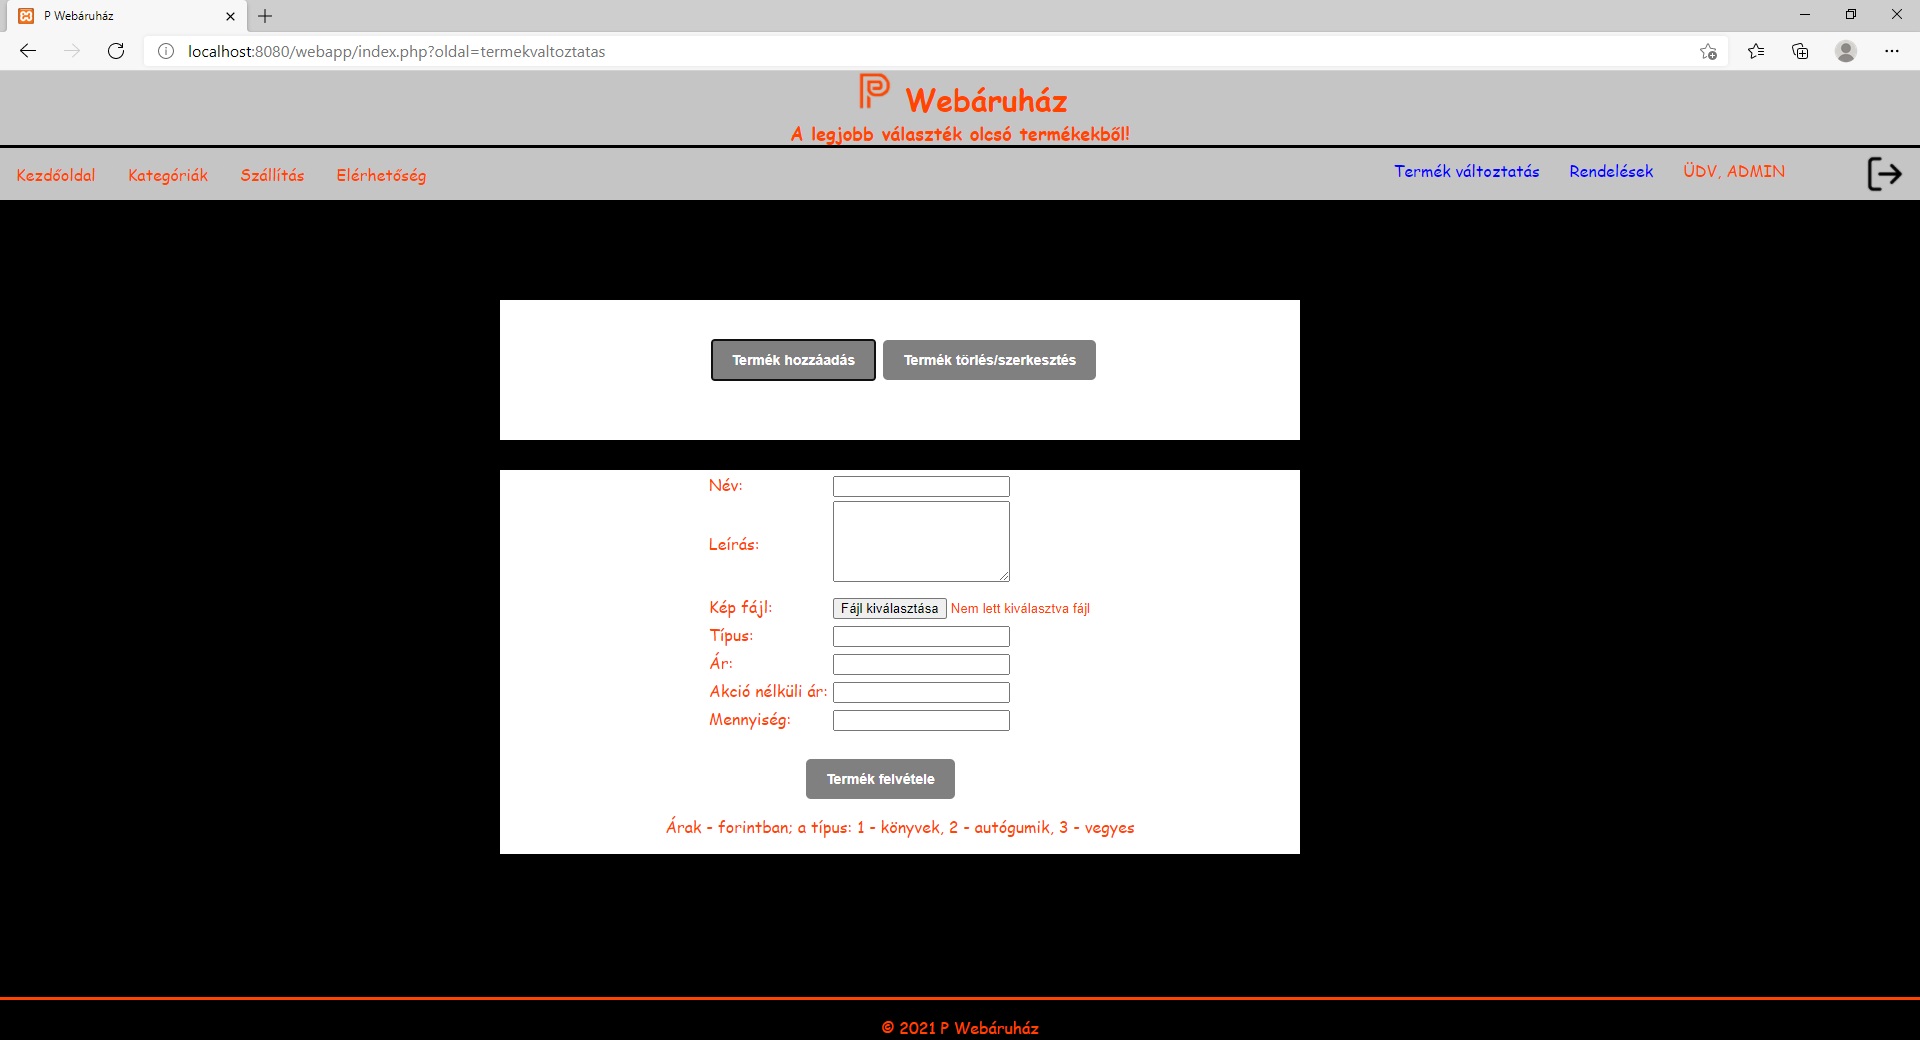 P Webáruház
localhost:8080/webapp/index.php?oldal=termekvaltoztatas
P Webáruház
A legjobb választék olcsó termékekből!
Kezdőoldal Kategóriák Szállítás Elérhetőség Termék változtatás Rendelések ÜDV, ADMIN
Termék hozzáadás Termék törlés/szerkesztés
Név:
Leírás:
Kép fájl: Fájl kiválasztása Nem lett kiválasztva fájl
Típus:
Ár:
Akció nélküli ár:
Mennyiség:
Termék felvétele
Árak - forintban; a típus: 1 - könyvek, 2 - autógumik, 3 - vegyes
© 2021 P Webáruház